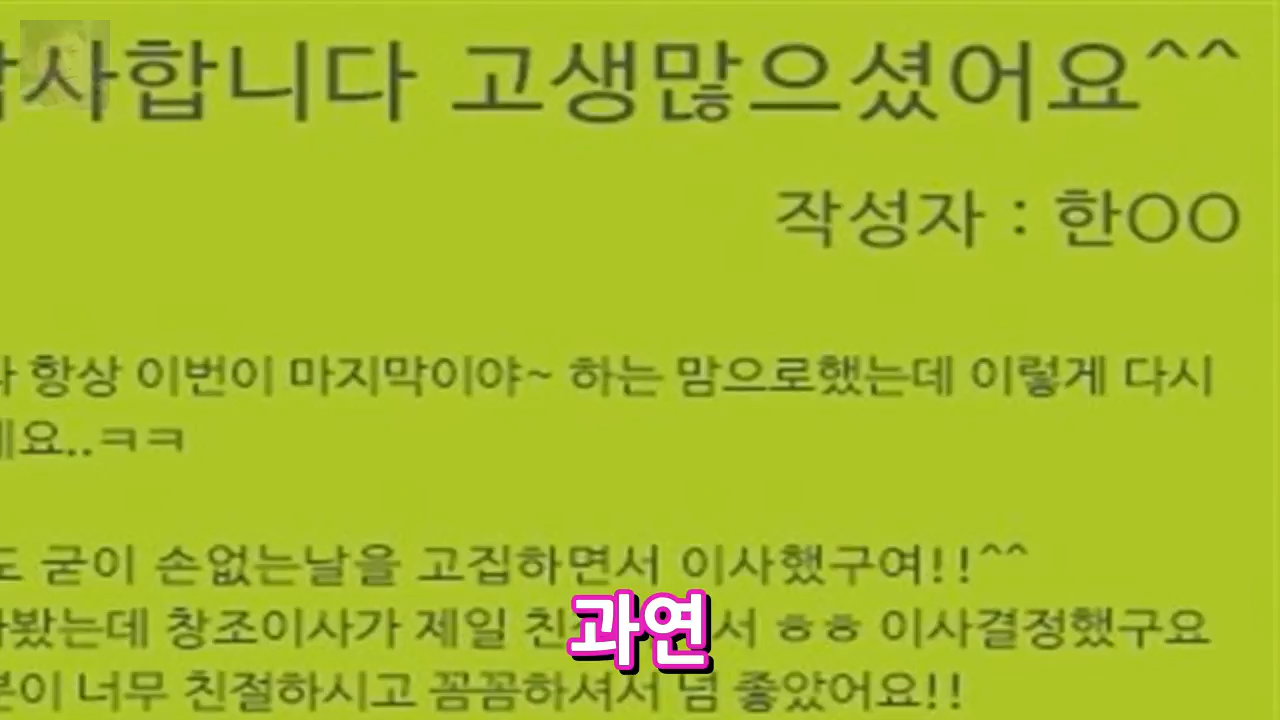 사합니다 고생많으셨어요^^
작성자 : 한OO
항상 이번이 마지막이야~ 하는 맘으로했는데 이렇게 다시
요..ㅋㅋ
도 굳이 손없는날을 고집하면서 이사했구여!!^^
봤는데 창조이사가 제일 친 서 ㅎㅎ 이사결정했구요
과연
분이 너무 친절하시고 꼼꼼하셔서 넘 좋았어요!!